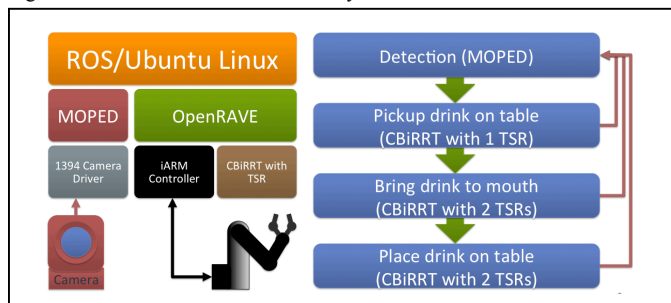 ROS/Ubuntu Linux
MOPED
OpenRAVE
1394 Camera
Driver
iARM
Controller
CBiRRT with
TSR
Camera
Detection (MOPED)
Pickup drink on table
(CBiRRT with 1 TSR)
Bring drink to mouth
(CBiRRT with 2 TSRs)
Place drink on table
(CBiRRT with 2 TSRs)